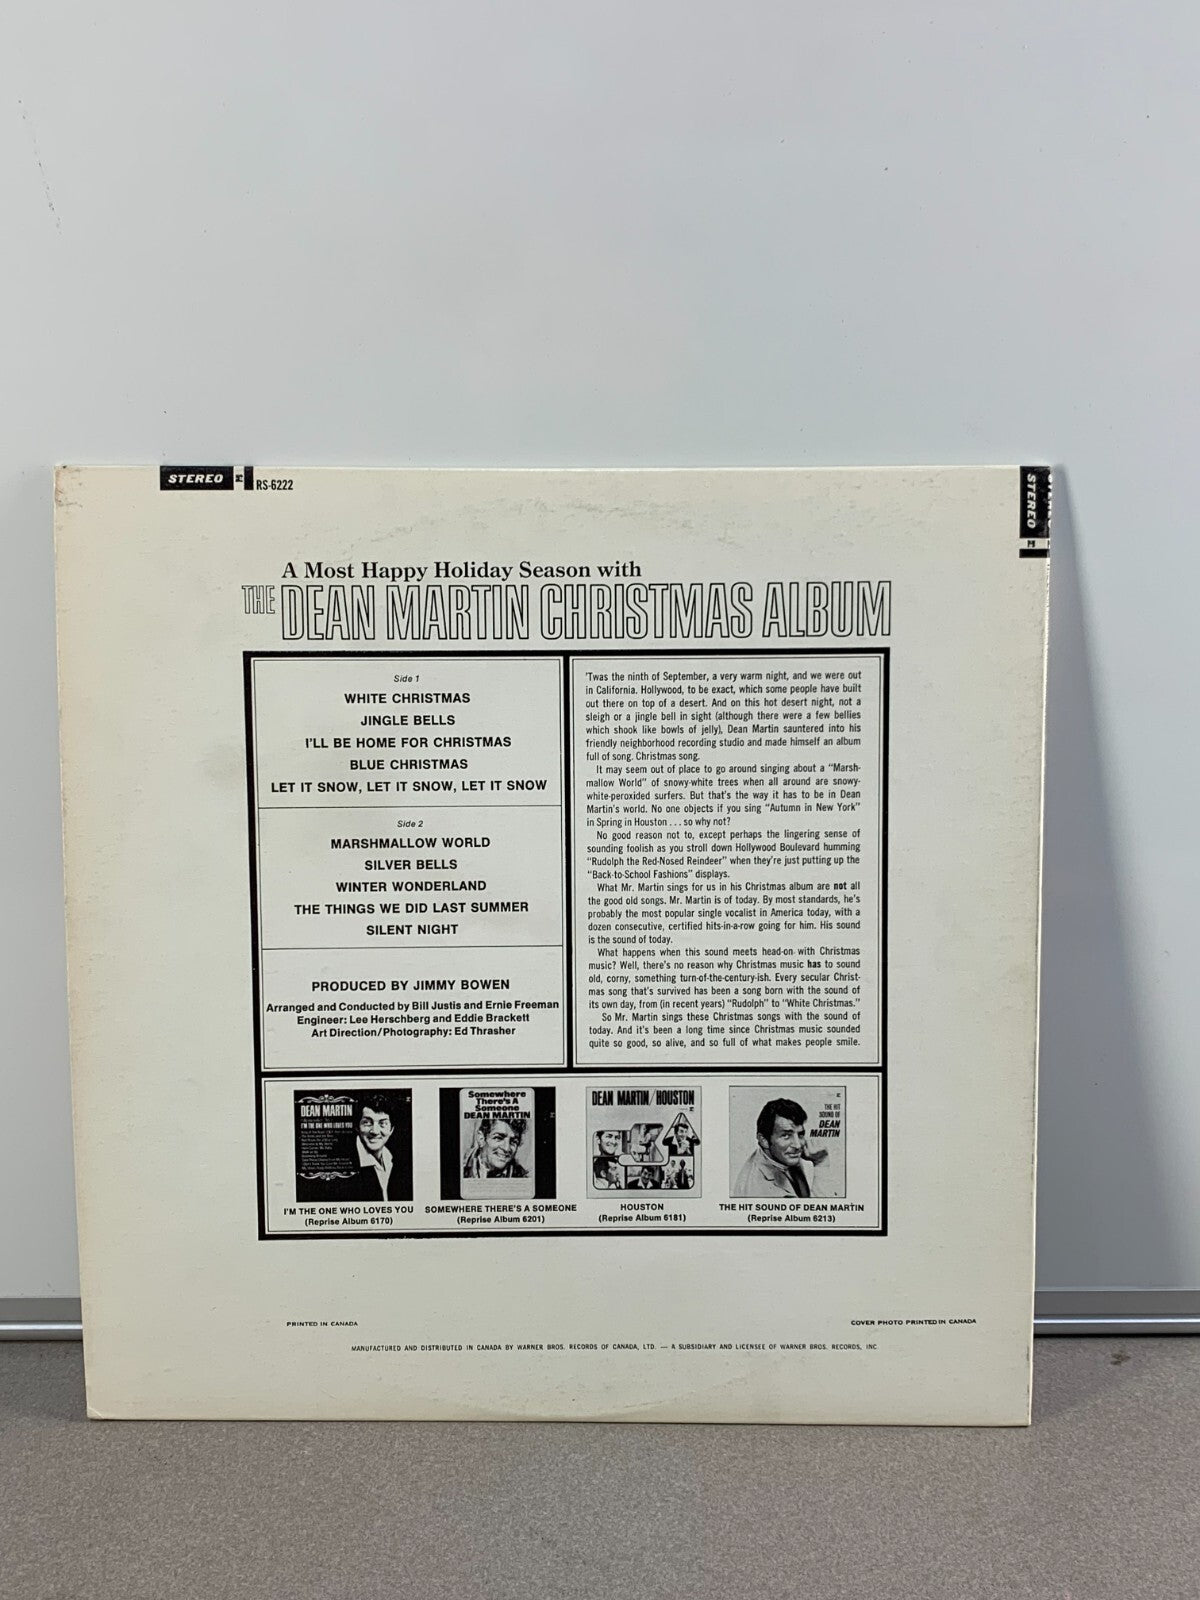 STEREO
RS-6222
STEREO
A Most Happy Holiday Season with
THE DEAN MARTIN CHRISTMAS ALBUM
Side 1
WHITE CHRISTMAS
JINGLE BELLS
I'LL BE HOME FOR CHRISTMAS
BLUE CHRISTMAS
LET IT SNOW, LET IT SNOW, LET IT SNOW
Side 2
MARSHMALLOW WORLD
SILVER BELLS
WINTER WONDERLAND
THE THINGS WE DID LAST SUMMER
SILENT NIGHT
PRODUCED BY JIMMY BOWEN
Arranged and Conducted by Bill Justis and Ernie Freeman
Engineer: Lee Herschberg and Eddie Brackett
Art Direction/Photography: Ed Thrasher
'Twas the ninth of September, a very warm night, and we were out
in California. Hollywood, to be exact, which some people have built
out there on top of a desert. And on this hot desert night, not a
sleigh or a jingle bell in sight (although there were a few bellies
which shook like bowls of jelly), Dean Martin sauntered into his
friendly neighborhood recording studio and made himself an album
full of song. Christmas song.
It may seem out of place to go around singing about a "Marsh-
mallow World" of snowy-white trees when all around are snowy-
white-peroxided surfers. But that's the way it has to be in Dean
Martin's world. No one objects if you sing "Autumn in New York"
in Spring in Houston . . . so why not?
No good reason not to, except perhaps the lingering sense of
sounding foolish as you stroll down Hollywood Boulevard humming
"Rudolph the Red-Nosed Reindeer" when they're just putting up the
"Back-to-School Fashions" displays.
What Mr. Martin sings for us in his Christmas album are not all
the good old songs. Mr. Martin is of today. By most standards, he's
probably the most popular single vocalist in America today, with a
dozen consecutive, certified hits-in-a-row going for him. His sound
is the sound of today.
What happens when this sound meets head-on with Christmas
music? Well, there's no reason why Christmas music has to sound
old, corny, something turn-of-the-century-ish. Every secular Christ-
mas song that's survived has been a song born with the sound of
its own day, from (in recent years) "Rudolph" to "White Christmas."
So Mr. Martin sings these Christmas songs with the sound of
today. And it's been a long time since Christmas music sounded
quite so good, so alive, and so full of what makes people smile.
DEAN MARTIN
I'M THE ONE WHO LOVES YOU
I'M THE ONE WHO LOVES YOU
(Reprise Album 6170)
Somewhere
There's A
Someone
DEAN MARTIN
SOMEWHERE THERE'S A SOMEONE
(Reprise Album 6201)
DEAN MARTIN/HOUSTON
HOUSTON
(Reprise Album 6181)
THE HIT
SOUND OF
DEAN
MARTIN
THE HIT SOUND OF DEAN MARTIN
(Reprise Album 6213)
PRINTED IN CANADA
COVER PHOTO PRINTED IN CANADA
MANUFACTURED AND DISTRIBUTED IN CANADA BY WARNER BROS. RECORDS OF CANADA, LTD. — A SUBSIDIARY AND LICENSEE OF WARNER BROS. RECORDS, INC